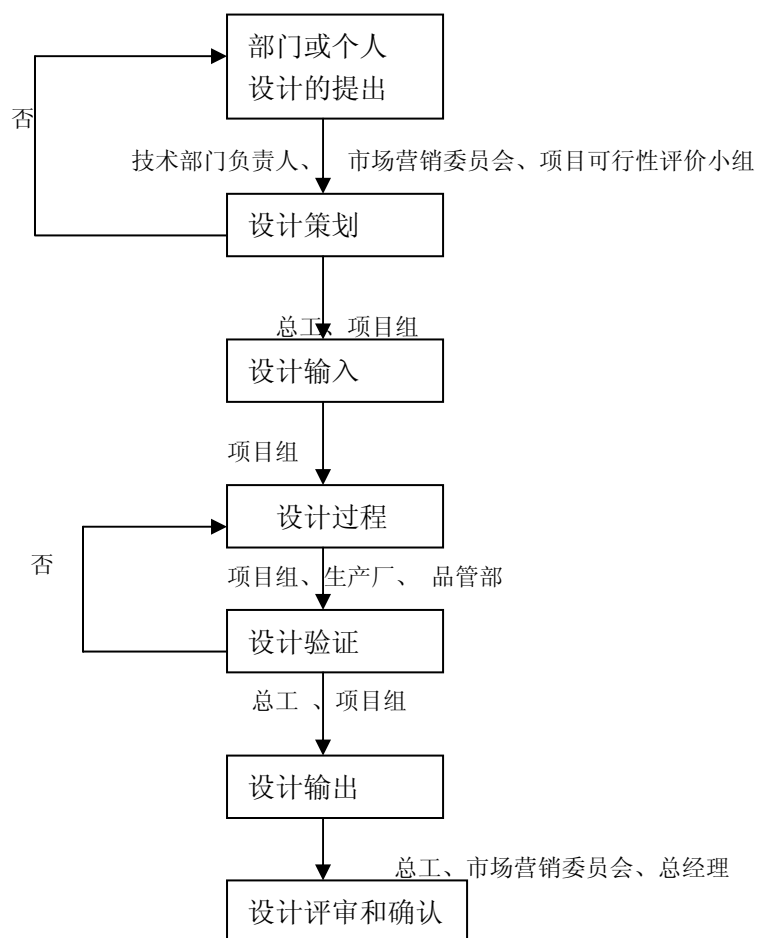 部门或个人
设计的提出
否
技术部门负责人、 市场营销委员会、项目可行性评价小组
设计策划
总工、项目组
设计输入
项目组
设计过程
否
项目组、生产厂、 品管部
设计验证
总工 、项目组
设计输出
总工、市场营销委员会、总经理
设计评审和确认